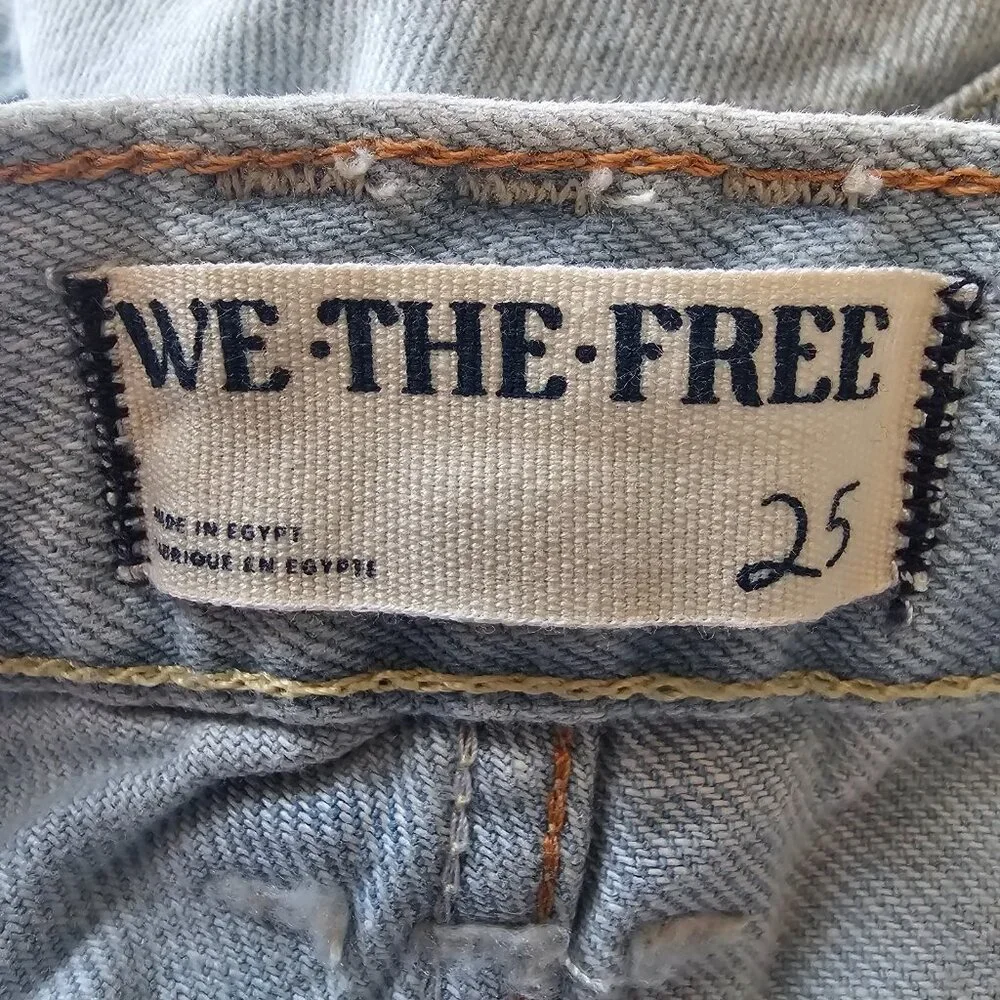 WE·THE·FREE
MADE IN EGYPT
FABRIQUE EN EGYPTE
25